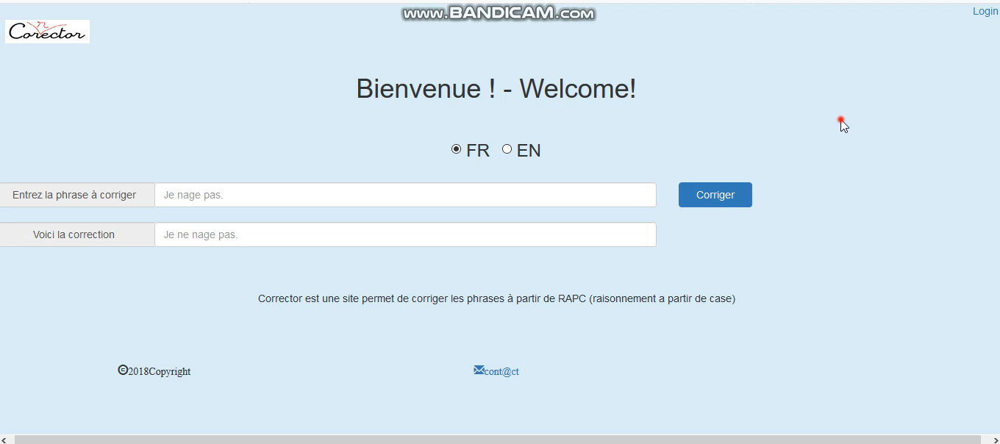 www.BANDICAM.com
Login
Corector
Bienvenue ! - Welcome!
FR EN
Entrez la phrase à corriger Je nage pas. Corriger
Voici la correction Je ne nage pas.
Corrector est une site permet de corriger les phrases à partir de RAPC (raisonnement a partir de case)
©2018Copyright cont@ct